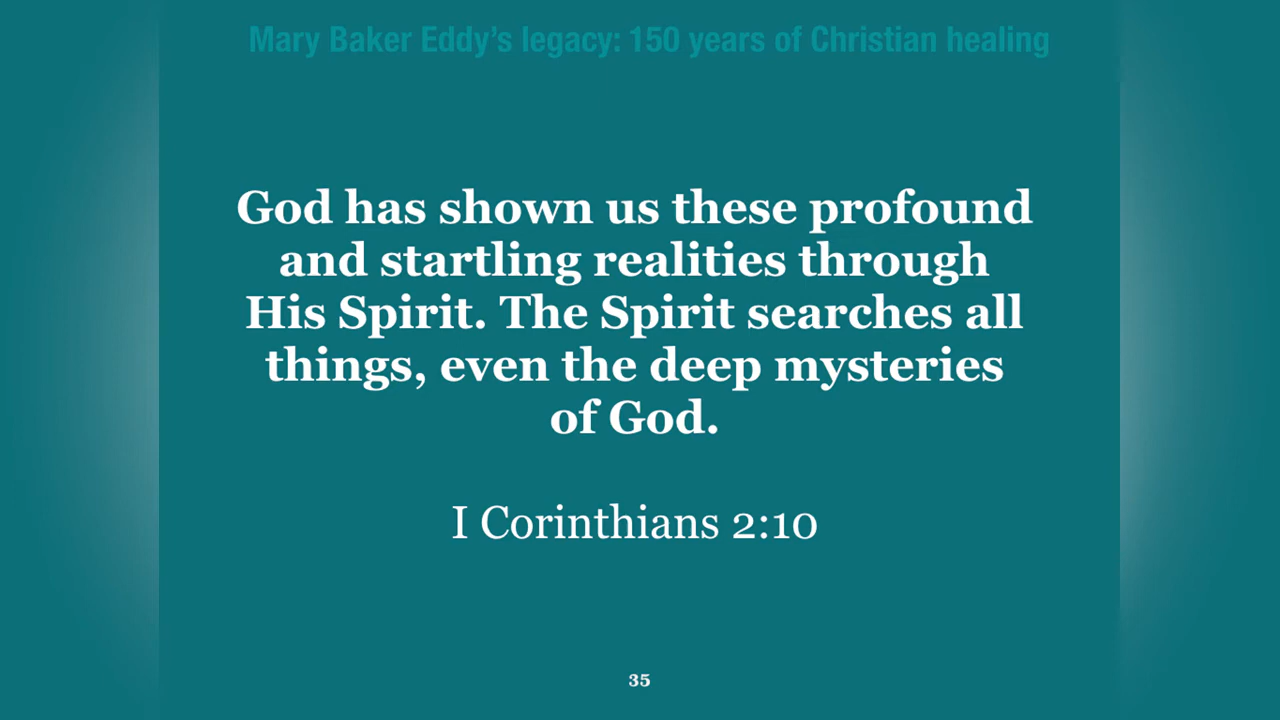 Mary Baker Eddy’s legacy: 150 years of Christian healing
God has shown us these profound
and startling realities through
His Spirit. The Spirit searches all
things, even the deep mysteries
of God.
I Corinthians 2:10
35